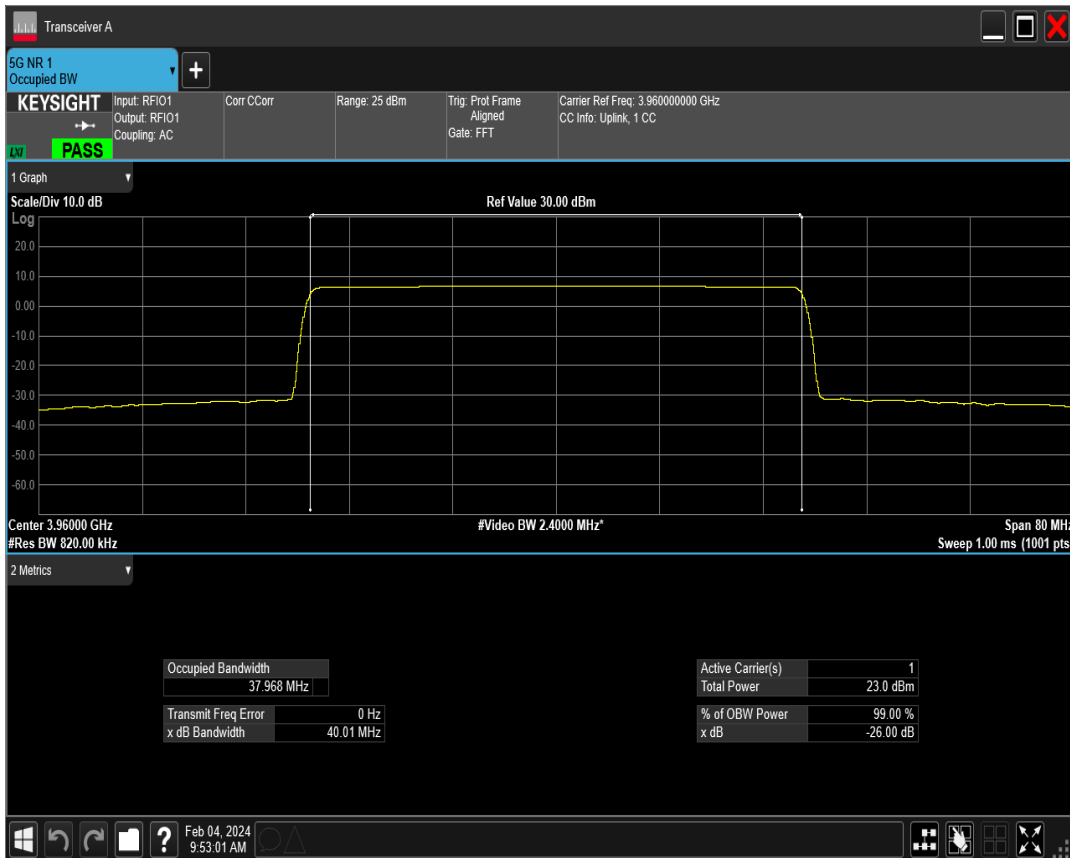 Transceiver A
5G NR 1
Occupied BW
+
KEYSIGHT
LXI
PASS
Input: RFIO1
Output: RFIO1
Coupling: AC
Corr CCorr
Range: 25 dBm
Trig: Prot Frame
Aligned
Gate: FFT
Carrier Ref Freq: 3.960000000 GHz
CC Info: Uplink, 1 CC
1 Graph
Scale/Div 10.0 dB
Ref Value 30.00 dBm
Log
20.0
10.0
0.00
-10.0
-20.0
-30.0
-40.0
-50.0
-60.0
Center 3.96000 GHz
#Video BW 2.4000 MHz*
Span 80 MHz
#Res BW 820.00 kHz
Sweep 1.00 ms (1001 pts
2 Metrics
Occupied Bandwidth
37.968 MHz
Transmit Freq Error 0 Hz
x dB Bandwidth 40.01 MHz
Active Carrier(s) 1
Total Power 23.0 dBm
% of OBW Power 99.00 %
x dB -26.00 dB
?
Feb 04, 2024
9:53:01 AM